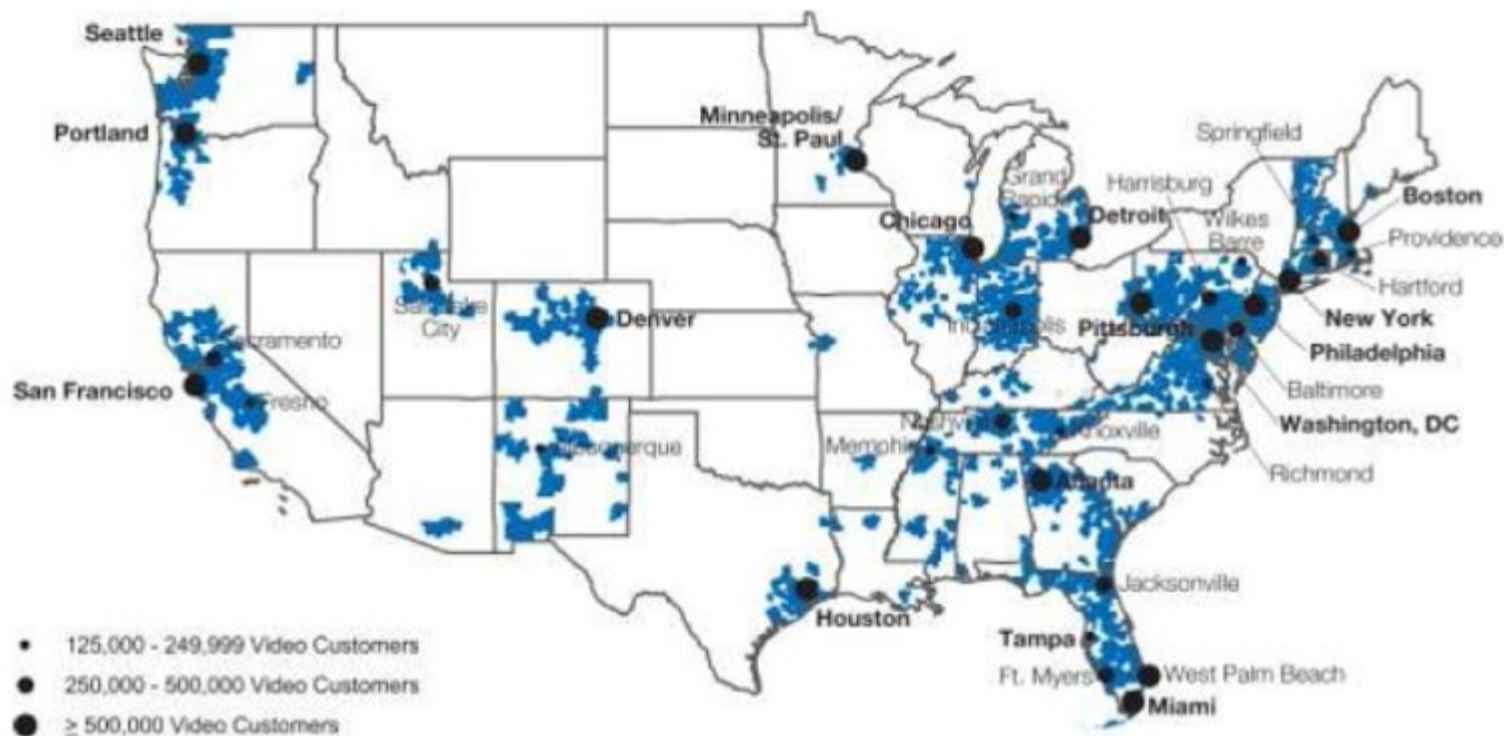 Seattle
Portland
Minneapolis/
St. Paul
Grand
Rapids
Chicago
Detroit
Harrisburg
Wilkes
Barre
Springfield
Boston
Providence
Hartford
New York
Philadelphia
Pittsburgh
Baltimore
Washington, DC
Richmond
Salt Lake
City
Denver
Indianapolis
Sacramento
San Francisco
Fresno
Albuquerque
Nashville
Memphis
Knoxville
Atlanta
Jacksonville
Houston
Tampa
Ft. Myers
West Palm Beach
Miami
125,000 - 249,999 Video Customers
250,000 - 500,000 Video Customers
≥ 500,000 Video Customers